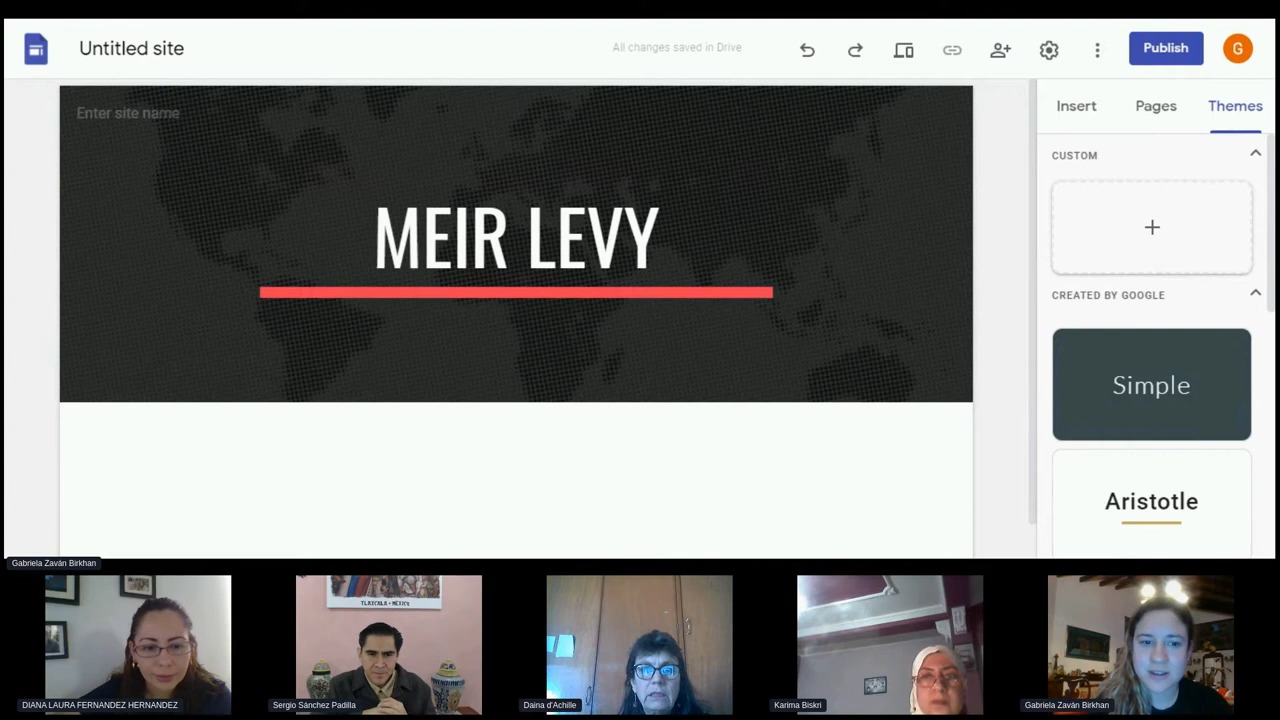 Untitled site
All changes saved in Drive
Publish
G
Enter site name
MEIR LEVY
Insert
Pages
Themes
CUSTOM
+
CREATED BY GOOGLE
Simple
Aristotle
Gabriela Zaván Birkhan
TLAXCALA • MÉXICO
DIANA LAURA FERNANDEZ HERNANDEZ
Sergio Sánchez Padilla
Daina d'Achille
Karima Biskri
Gabriela Zaván Birkhan